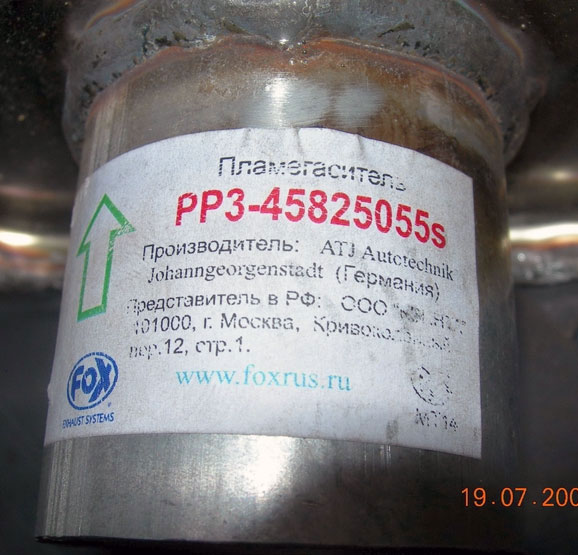 Пламегаситель
PP3-45825055s
Производитель: ATJ Autotechnik
Johanngeorgenstadt (Германия)
Представитель в РФ: ООО
101000, г. Москва,
пер.12, стр.1.
www.foxrus.ru
FOX
EXHAUST SYSTEMS
МТ14
19.07.200